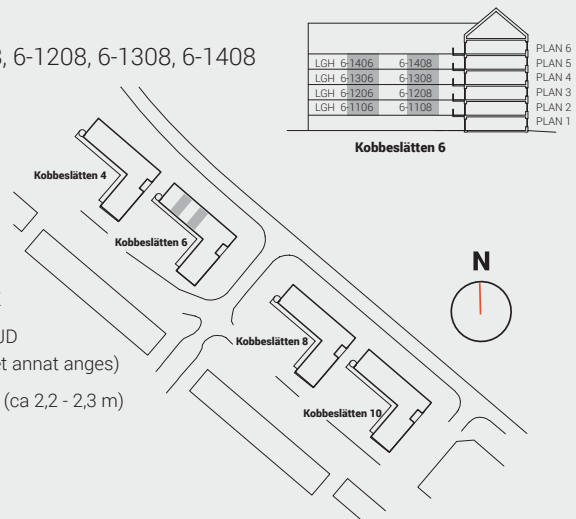 , 6-1208, 6-1308, 6-1408
PLAN 6
LGH 6-1406 6-1408 PLAN 5
LGH 6-1306 6-1308 PLAN 4
LGH 6-1206 6-1208 PLAN 3
LGH 6-1106 6-1108 PLAN 2
PLAN 1
Kobbeslätten 6
Kobbeslätten 4
Kobbeslätten 6
N
et annat anges)
Kobbeslätten 8
(ca 2,2 - 2,3 m)
Kobbeslätten 10